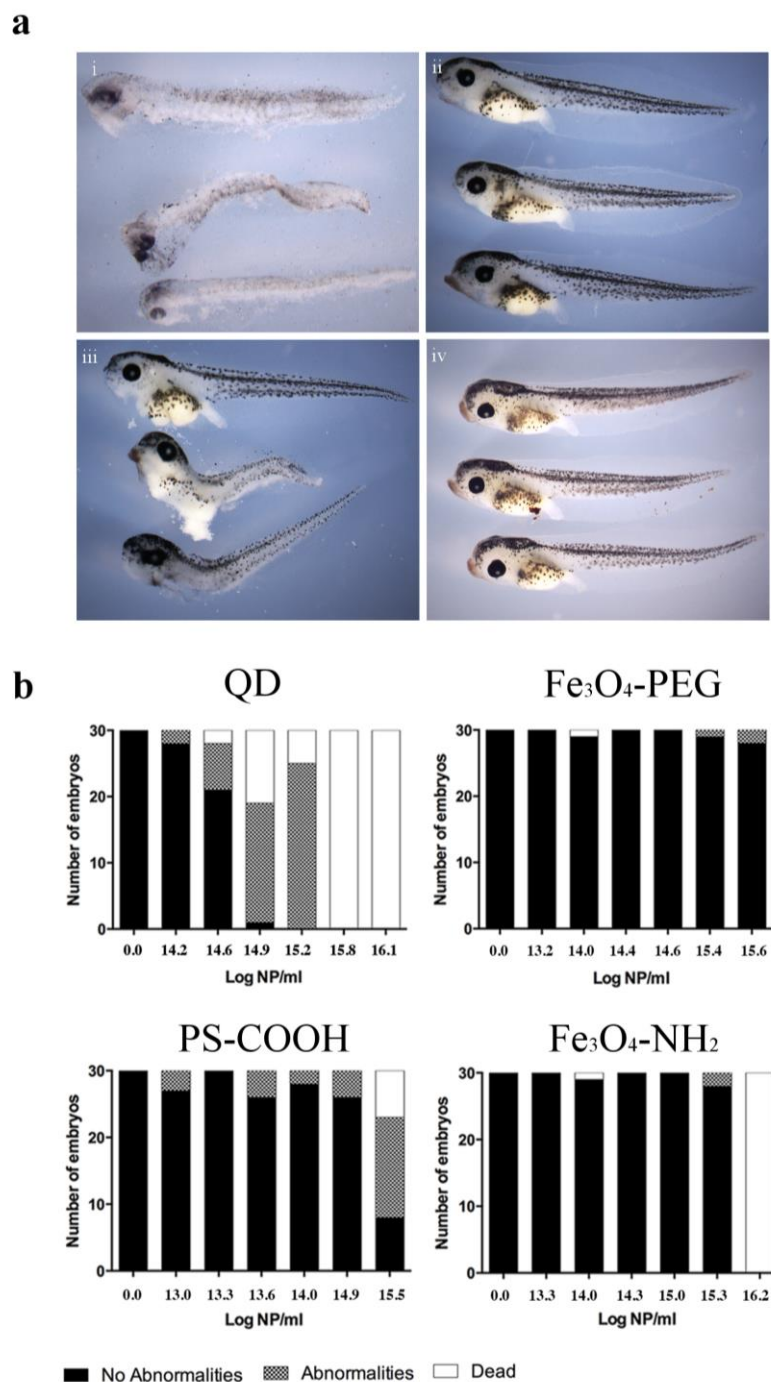 a
i
ii
iii
iv
b
QD
Number of embryos
30
20
10
0
0.0 14.2 14.6 14.9 15.2 15.8 16.1
Log NP/ml
Fe₃O₄-PEG
Number of embryos
30
20
10
0
0.0 13.2 14.0 14.4 14.6 15.4 15.6
Log NP/ml
PS-COOH
Number of embryos
30
20
10
0
0.0 13.0 13.3 13.6 14.0 14.9 15.5
Log NP/ml
Fe₃O₄-NH₂
Number of embryos
30
20
10
0
0.0 13.3 14.0 14.3 15.0 15.3 16.2
Log NP/ml
No Abnormalities Abnormalities Dead